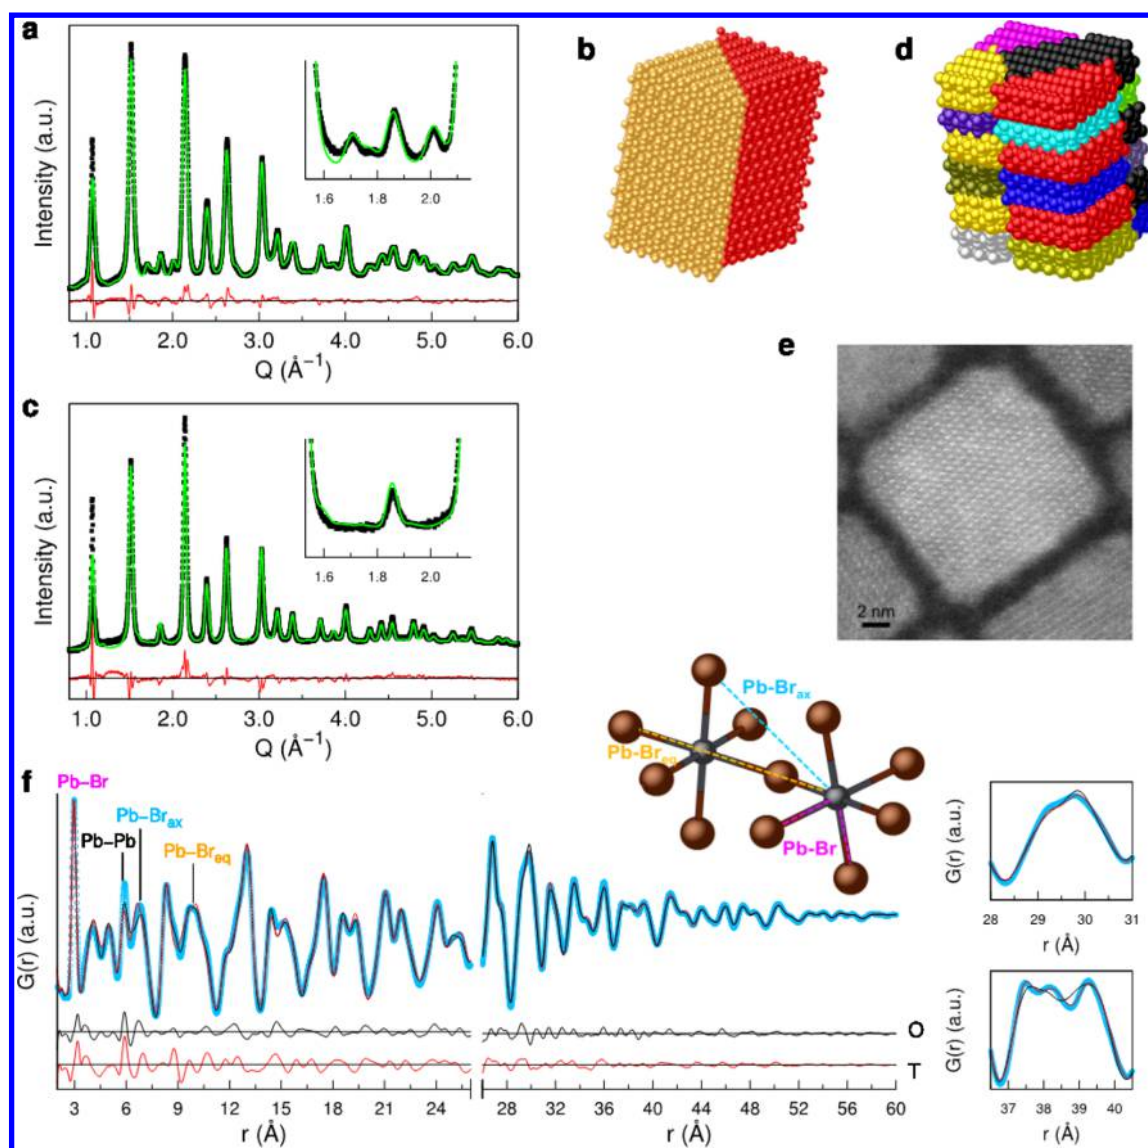 a
Intensity (a.u.)
1.6 1.8 2.0
1.0 2.0 3.0 4.0 5.0 6.0
Q (Å⁻¹)
b
d
c
Intensity (a.u.)
1.6 1.8 2.0
1.0 2.0 3.0 4.0 5.0 6.0
Q (Å⁻¹)
e
2 nm
Pb-Br_ax
Pb-Br_eq
Pb-Br
f
Pb–Br
Pb–Pb
Pb–Br_ax
Pb–Br_eq
G(r) (a.u.)
O
T
3 6 9 12 15 18 21 24 28 32 36 40 44 48 52 56 60
r (Å) r (Å)
G(r) (a.u.)
28 29 30 31
r (Å)
G(r) (a.u.)
37 38 39 40
r (Å)